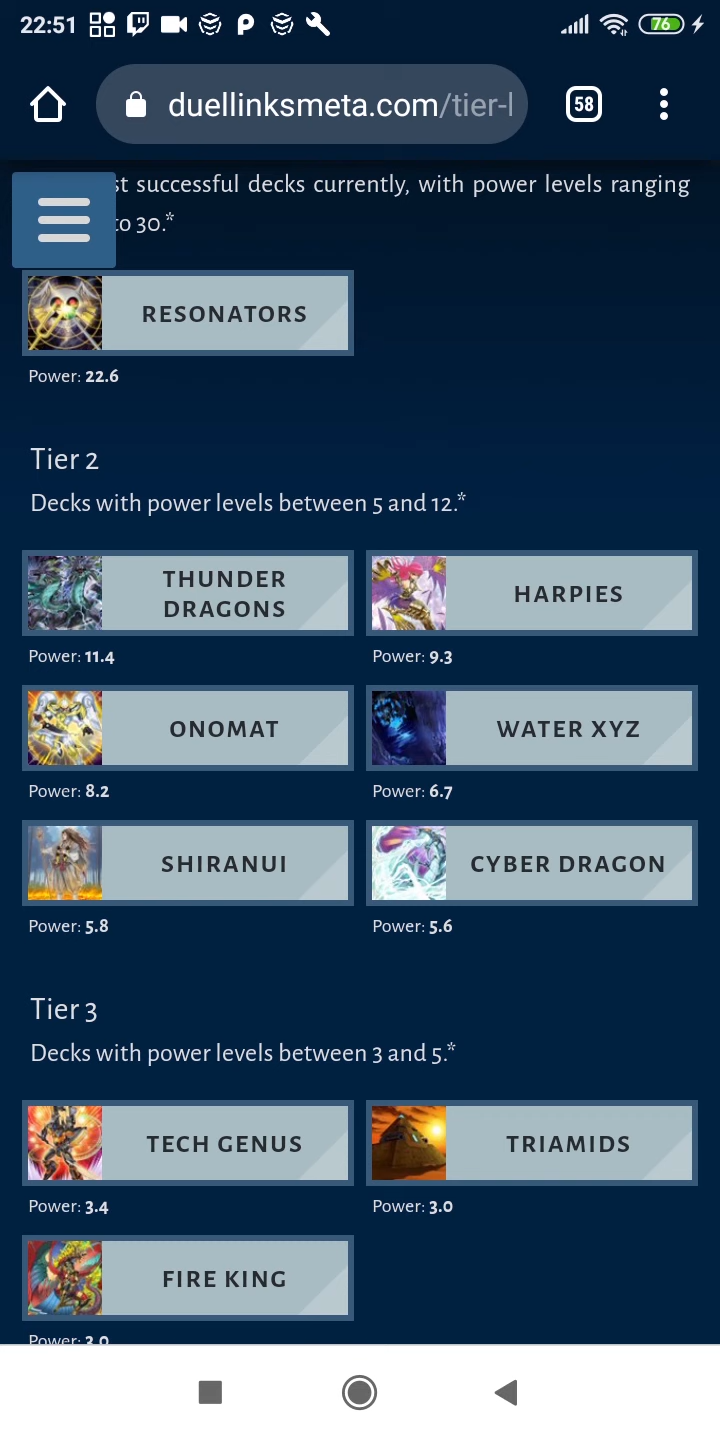 22:51
76
duellinksmeta.com/tier-l
58
st successful decks currently, with power levels ranging
to 30.*
RESONATORS
Power: 22.6
Tier 2
Decks with power levels between 5 and 12.*
THUNDER
DRAGONS
HARPIES
Power: 11.4
Power: 9.3
ONOMAT
WATER XYZ
Power: 8.2
Power: 6.7
SHIRANUI
CYBER DRAGON
Power: 5.8
Power: 5.6
Tier 3
Decks with power levels between 3 and 5.*
TECH GENUS
TRIAMIDS
Power: 3.4
Power: 3.0
FIRE KING
Power: 3.0